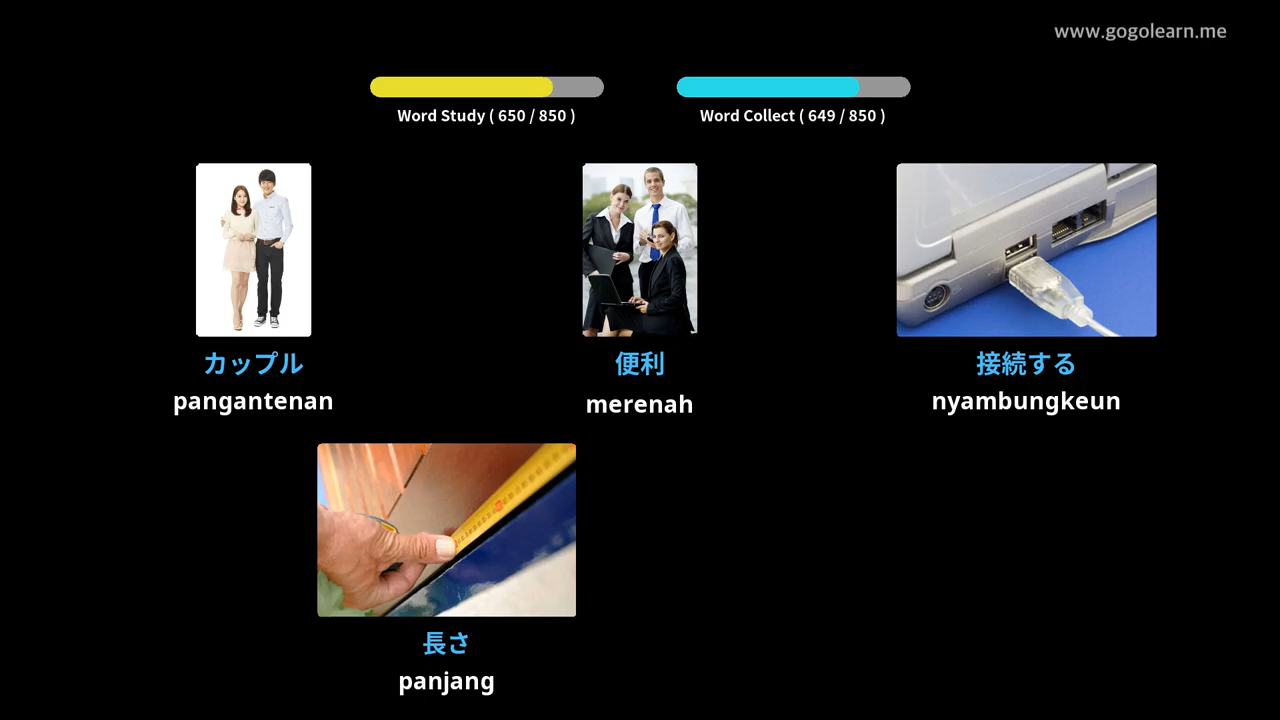 www.gogolearn.me
Word Study ( 650 / 850 )
Word Collect ( 649 / 850 )
カップル
pangantenan
便利
merenah
接続する
nyambungkeun
長さ
panjang